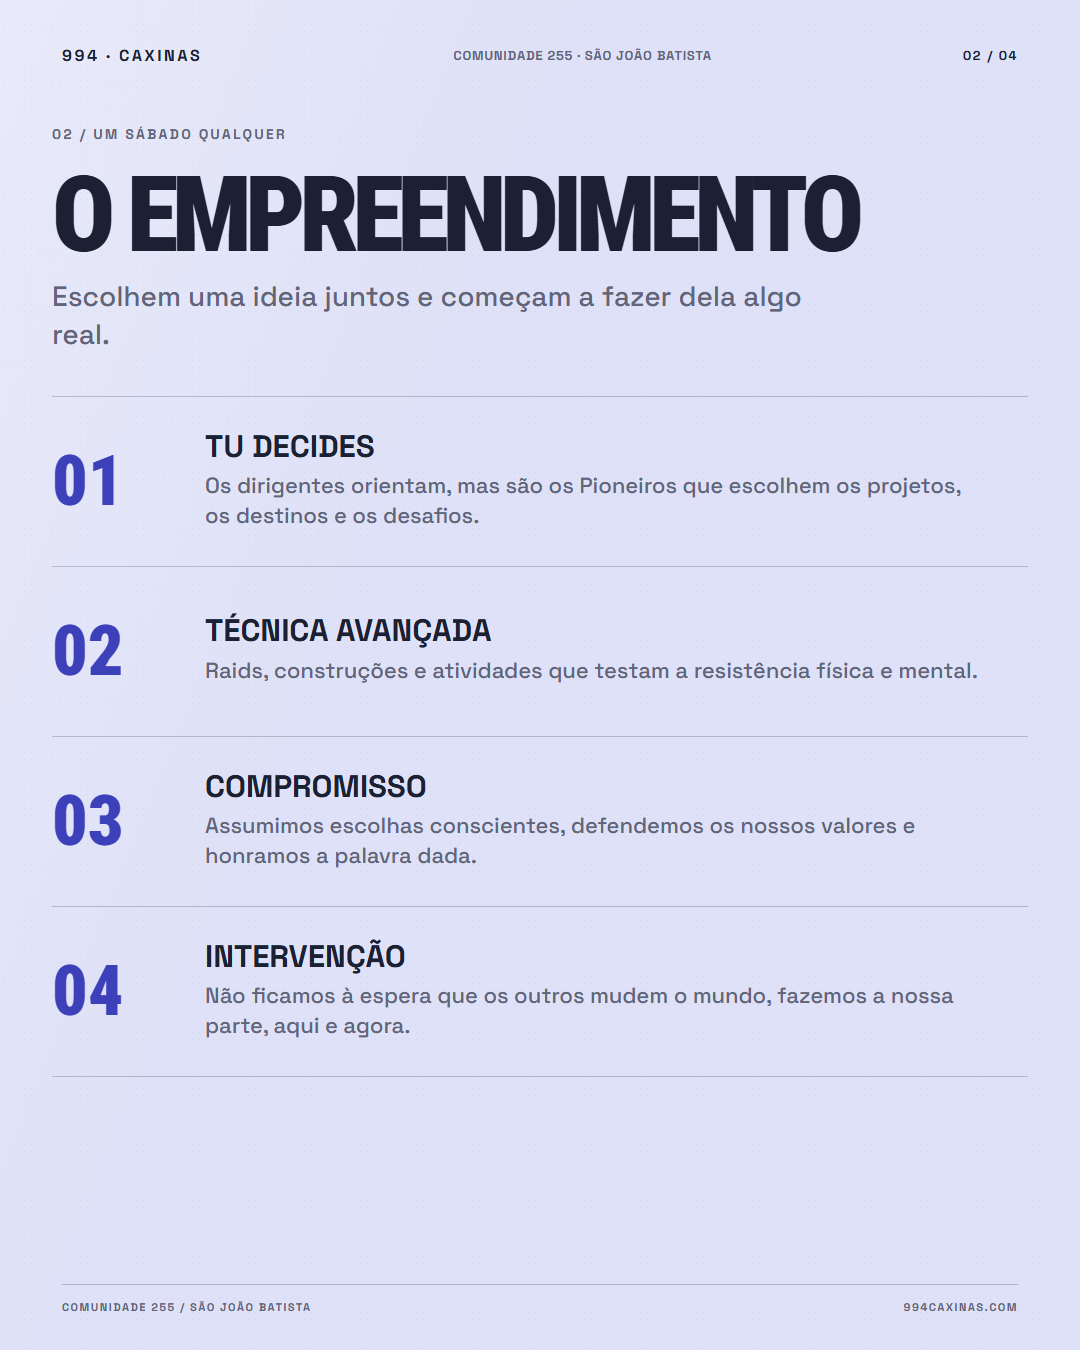 994 · CAXINAS
COMUNIDADE 255 · SÃO JOÃO BATISTA
02 / 04
02 / UM SÁBADO QUALQUER
O EMPREENDIMENTO
Escolhem uma ideia juntos e começam a fazer dela algo
real.
01
TU DECIDES
Os dirigentes orientam, mas são os Pioneiros que escolhem os projetos,
os destinos e os desafios.
02
TÉCNICA AVANÇADA
Raids, construções e atividades que testam a resistência física e mental.
03
COMPROMISSO
Assumimos escolhas conscientes, defendemos os nossos valores e
honramos a palavra dada.
04
INTERVENÇÃO
Não ficamos à espera que os outros mudem o mundo, fazemos a nossa
parte, aqui e agora.
COMUNIDADE 255 / SÃO JOÃO BATISTA
994CAXINAS.COM